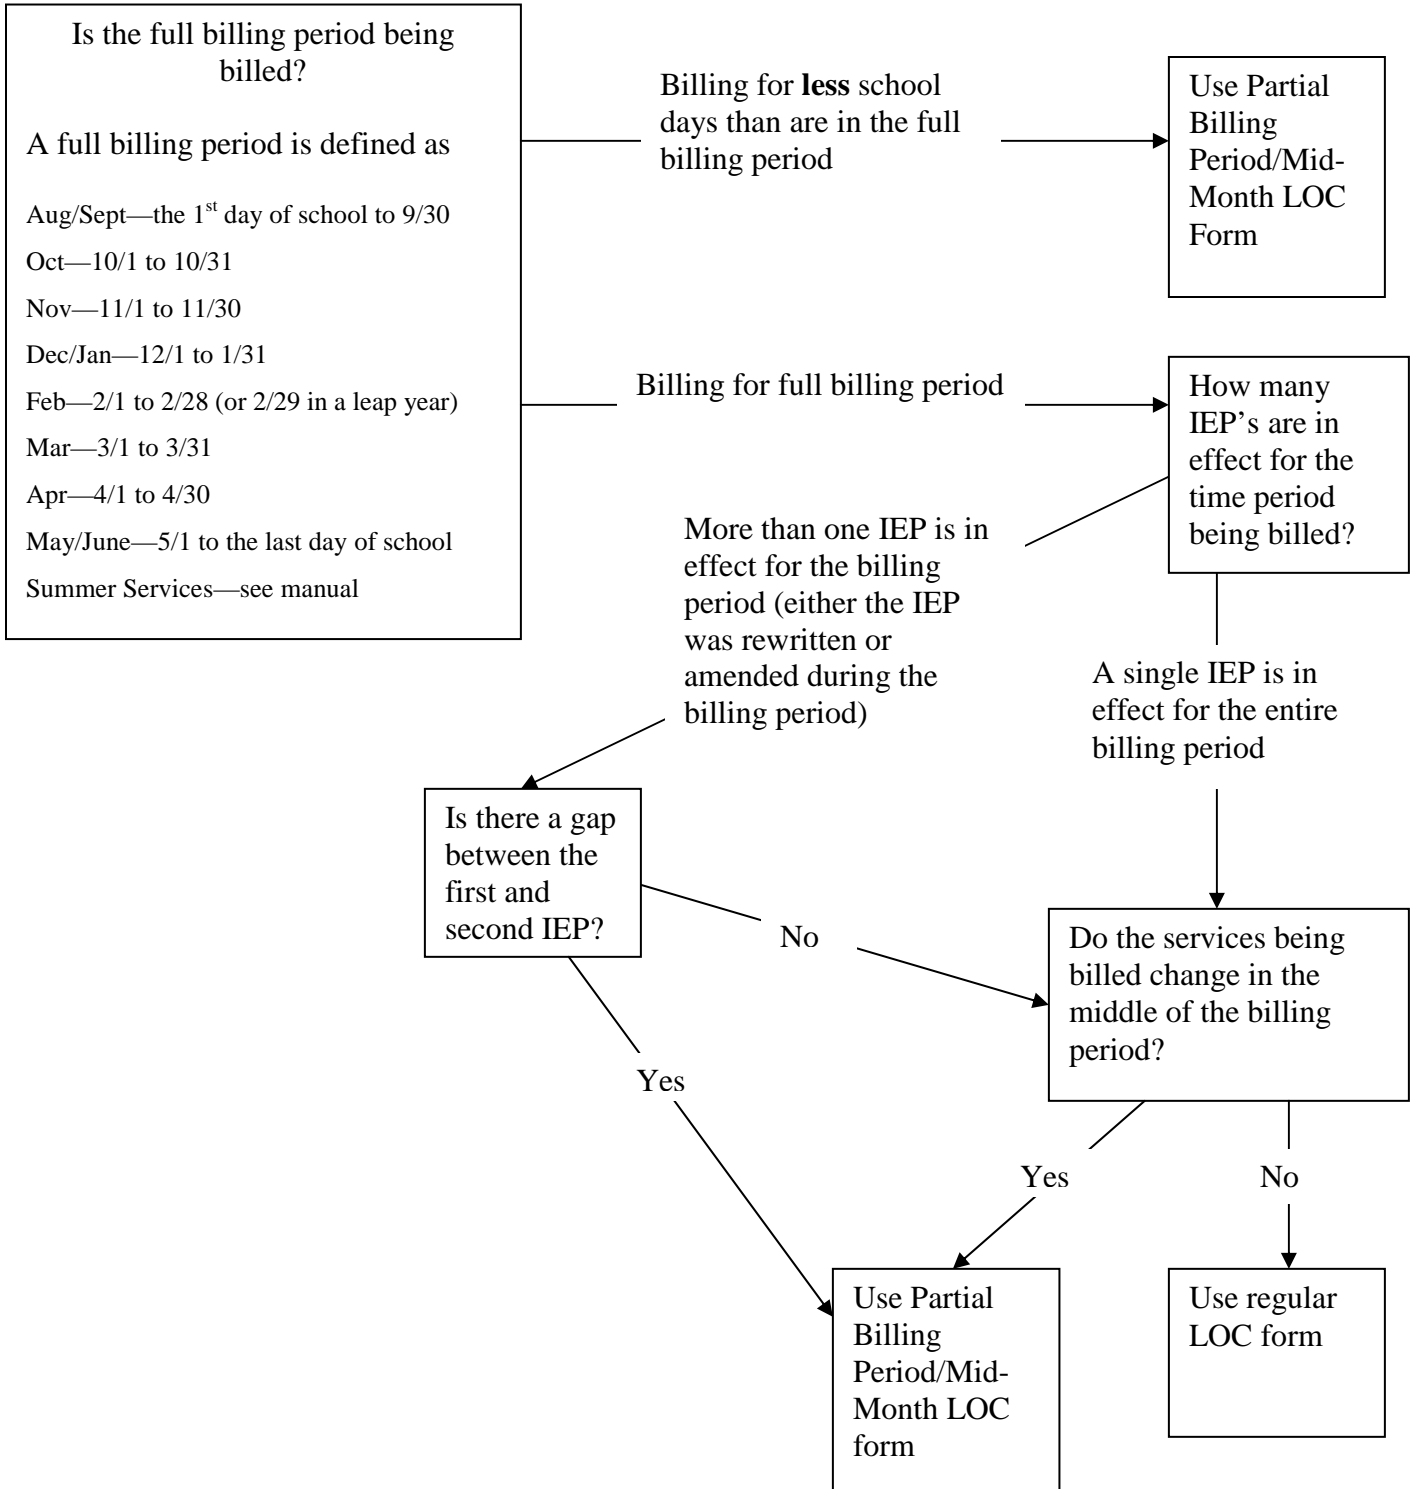 Is the full billing period being
billed?
A full billing period is defined as
Aug/Sept—the 1st day of school to 9/30
Oct—10/1 to 10/31
Nov—11/1 to 11/30
Dec/Jan—12/1 to 1/31
Feb—2/1 to 2/28 (or 2/29 in a leap year)
Mar—3/1 to 3/31
Apr—4/1 to 4/30
May/June—5/1 to the last day of school
Summer Services—see manual
Billing for less school
days than are in the full
billing period
Use Partial
Billing
Period/Mid-
Month LOC
Form
Billing for full billing period
How many
IEP’s are in
effect for the
time period
being billed?
More than one IEP is in
effect for the billing
period (either the IEP
was rewritten or
amended during the
billing period)
A single IEP is in
effect for the entire
billing period
Is there a gap
between the
first and
second IEP?
No
Do the services being
billed change in the
middle of the billing
period?
Yes
Yes
No
Use Partial
Billing
Period/Mid-
Month LOC
form
Use regular
LOC form